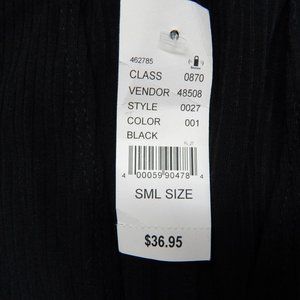 462785
CLASS 0870
VENDOR 48508
STYLE 0027
COLOR 001
BLACK
4 00059 90478 4
SML SIZE
$36.95